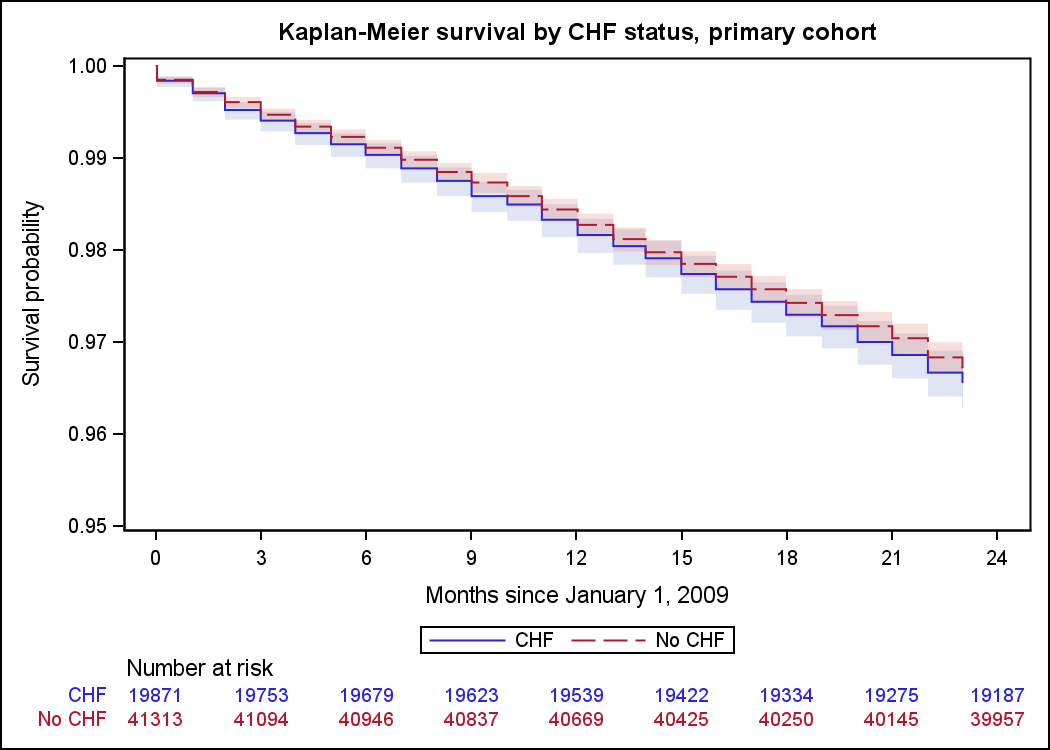 Kaplan-Meier survival by CHF status, primary cohort
1.00
0.99
0.98
0.97
0.96
0.95
Survival probability
0 3 6 9 12 15 18 21 24
Months since January 1, 2009
CHF No CHF
Number at risk
CHF 19871 19753 19679 19623 19539 19422 19334 19275 19187
No CHF 41313 41094 40946 40837 40669 40425 40250 40145 39957